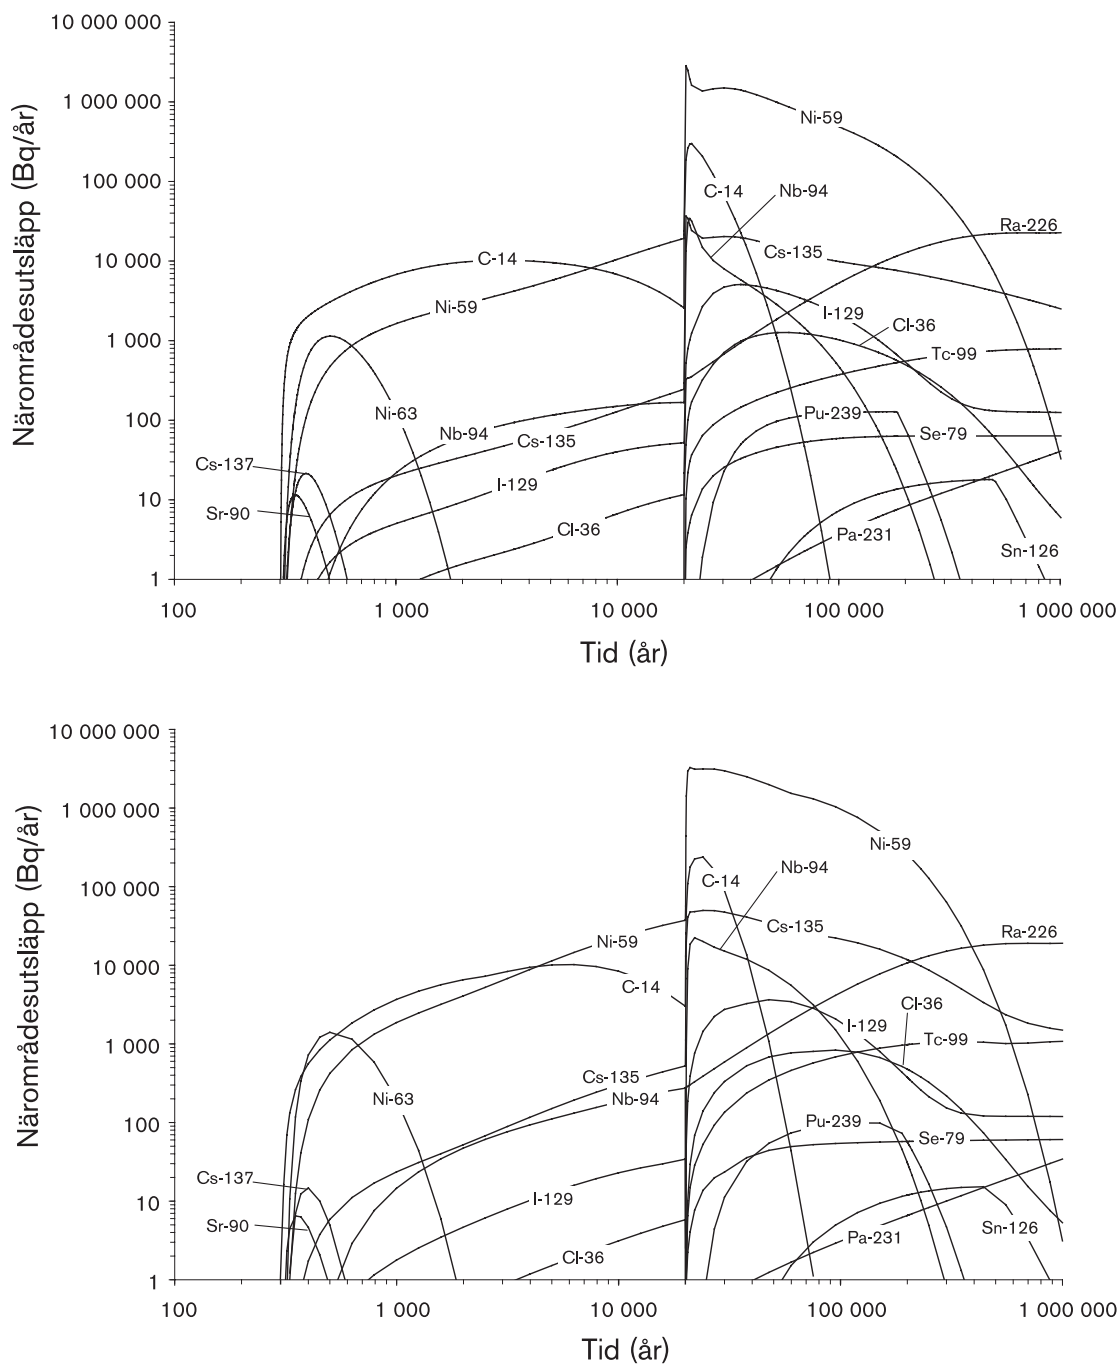 10 000 000
1 000 000
100 000
10 000
1 000
100
10
1
Närområdesutsläpp (Bq/år)
Ni-59
C-14
Nb-94
Ra-226
Cs-135
C-14
Ni-59
I-129
Cl-36
Tc-99
Ni-63
Pu-239
Nb-94
Cs-135
Se-79
Cs-137
I-129
Sr-90
Cl-36
Pa-231
Sn-126
100
1 000
10 000
100 000
1 000 000
Tid (år)
10 000 000
1 000 000
100 000
10 000
1 000
100
10
1
Närområdesutsläpp (Bq/år)
Ni-59
Nb-94
C-14
Cs-135
Ra-226
Ni-59
C-14
Cl-36
I-129
Tc-99
Cs-135
Nb-94
Ni-63
Pu-239
Se-79
Cs-137
I-129
Sr-90
Sn-126
Pa-231
Cl-36
100
1 000
10 000
100 000
1 000 000
Tid (år)